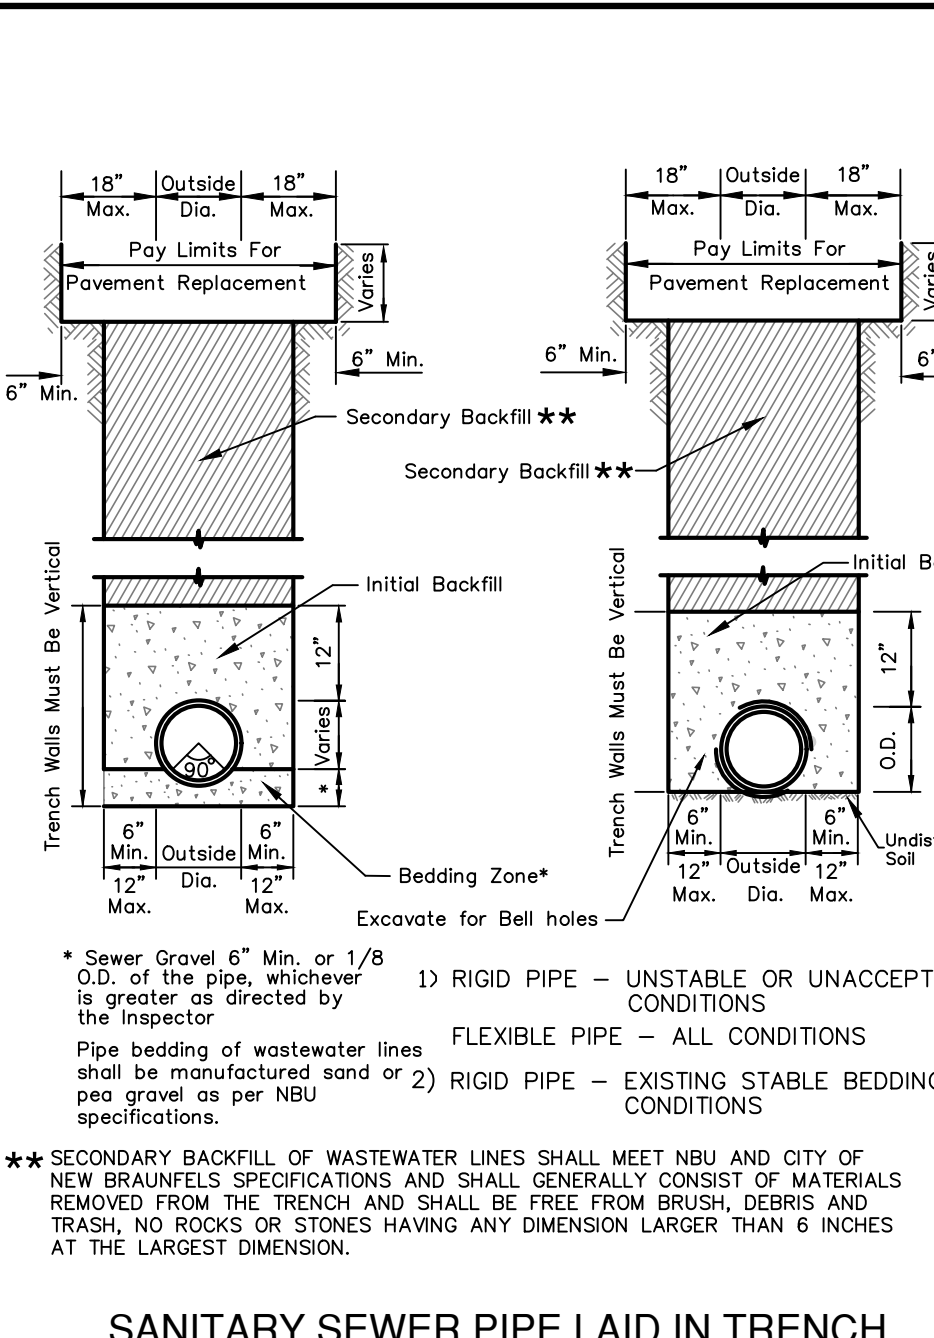 18" Outside 18"
Max. Dia. Max.
Pay Limits For
Pavement Replacement
Varies
6" Min.
6" Min.
Secondary Backfill **
Initial Backfill
Trench Walls Must Be Vertical
12"
Varies
*
90°
6" 6"
Min. Outside Min.
12" Dia. 12"
Max. Max.
Bedding Zone*
18" Outside 18"
Max. Dia. Max.
Pay Limits For
Pavement Replacement
Varies
6" Min.
6"
Secondary Backfill **
Initial
Trench Walls Must Be Vertical
12"
O.D.
6" 6"
Min. Min.
12" Outside 12"
Max. Dia. Max.
Soil
Excavate for Bell holes
* Sewer Gravel 6" Min. or 1/8
O.D. of the pipe, whichever
is greater as directed by
the Inspector
Pipe bedding of wastewater lines
shall be manufactured sand or
pea gravel as per NBU
specifications.
1) RIGID PIPE – UNSTABLE OR UNACCEPT
CONDITIONS
FLEXIBLE PIPE – ALL CONDITIONS
2) RIGID PIPE – EXISTING STABLE BEDDING
CONDITIONS
** SECONDARY BACKFILL OF WASTEWATER LINES SHALL MEET NBU AND CITY OF
NEW BRAUNFELS SPECIFICATIONS AND SHALL GENERALLY CONSIST OF MATERIALS
REMOVED FROM THE TRENCH AND SHALL BE FREE FROM BRUSH, DEBRIS AND
TRASH, NO ROCKS OR STONES HAVING ANY DIMENSION LARGER THAN 6 INCHES
AT THE LARGEST DIMENSION.
SANITARY SEWER PIPE LAID IN TRENCH